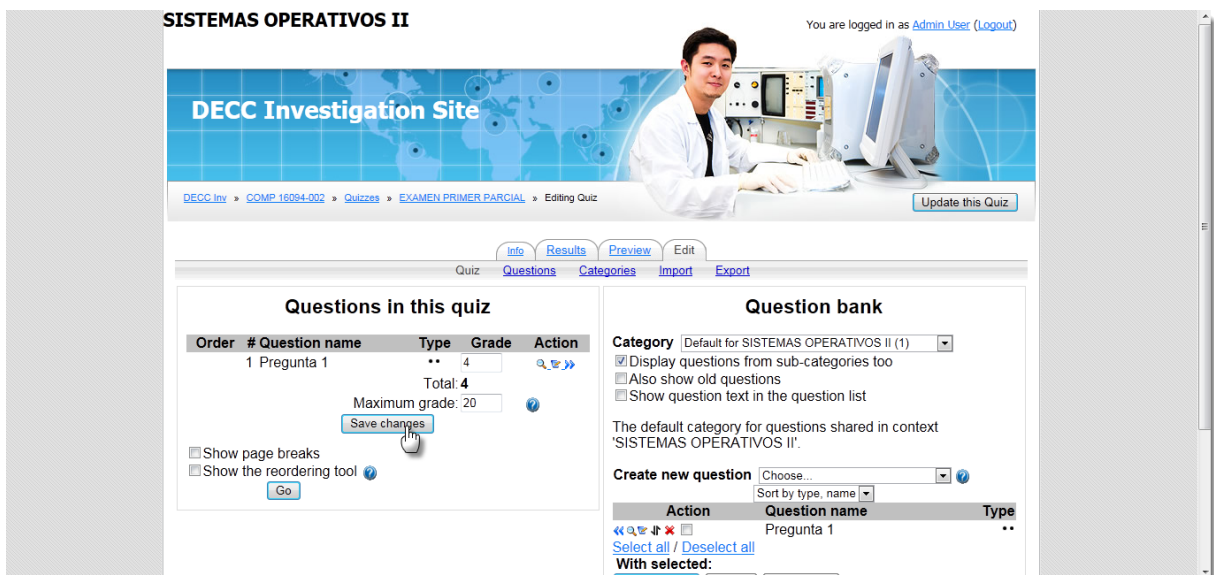 SISTEMAS OPERATIVOS II
You are logged in as Admin User (Logout)
DECC Investigation Site
DECC Inv » COMP 16094-002 » Quizzes » EXAMEN PRIMER PARCIAL » Editing Quiz
Update this Quiz
Info Results Preview Edit
Quiz Questions Categories Import Export
Questions in this quiz
Order # Question name Type Grade Action
1 Pregunta 1 4
Total: 4
Maximum grade: 20
Save changes
Show page breaks
Show the reordering tool
Go
Question bank
Category Default for SISTEMAS OPERATIVOS II (1)
Display questions from sub-categories too
Also show old questions
Show question text in the question list
The default category for questions shared in context
'SISTEMAS OPERATIVOS II'.
Create new question Choose...
Sort by type, name
Action Question name Type
Pregunta 1
Select all / Deselect all
With selected: